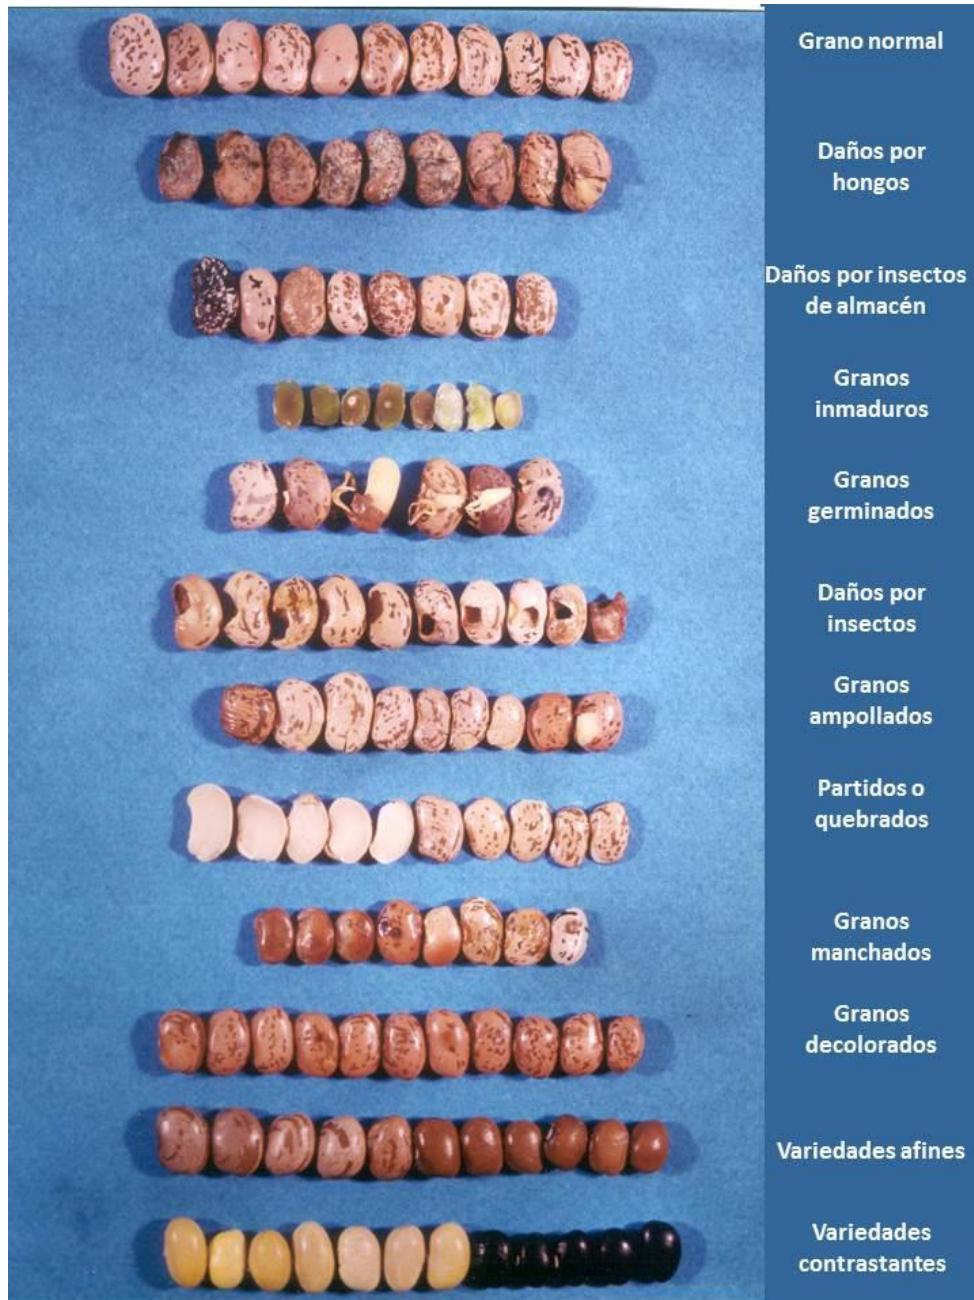 Grano normal
Daños por
hongos
Daños por insectos
de almacén
Granos
inmaduros
Granos
germinados
Daños por
insectos
Granos
ampollados
Partidos o
quebrados
Granos
manchados
Granos
decolorados
Variedades afines
Variedades
contrastantes